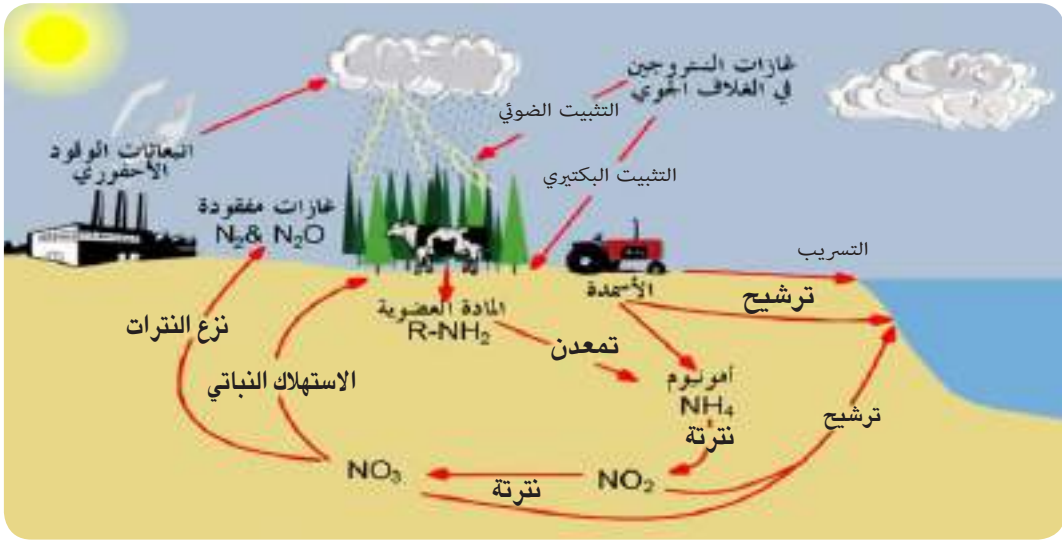 غازات النتروجين
في الغلاف الجوي
التثبيت الضوئي
انبعاثات الوقود
الأحفوري
التثبيت البكتيري
غازات مفقودة
N₂& N₂O
التسريب
الأسمدة
ترشيح
المادة العضوية
R-NH₂
نزع النترات
تمعدن
أمونيوم
NH₄
الاستهلاك النباتي
ترشيح
نترتة
NO₃
نترتة
NO₂